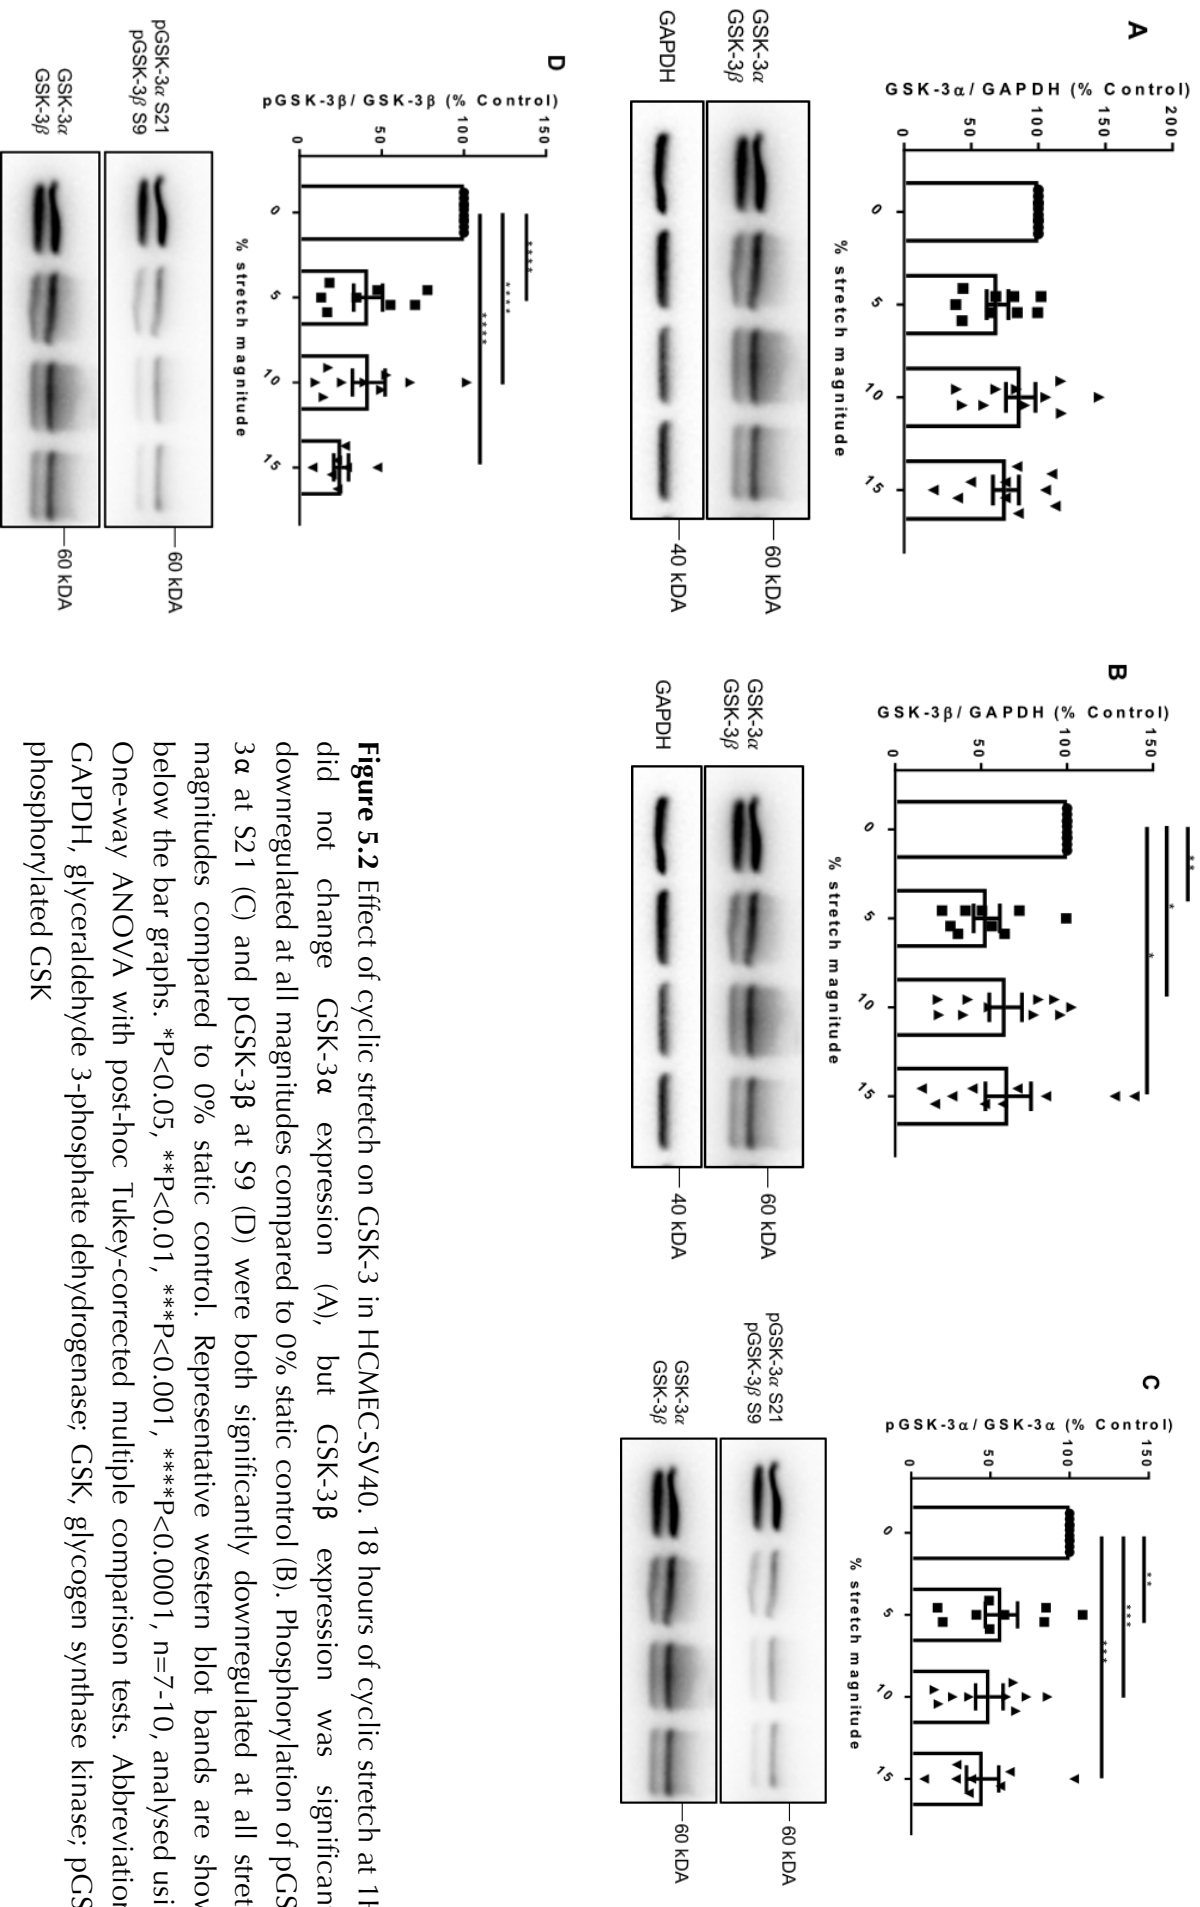 A
GSK-3α/ GAPDH (% Control)
200
150
100
50
0
0 5 10 15
% stretch magnitude
GSK-3α
GSK-3β
60 kDA
GAPDH
40 kDA
B
GSK-3β/ GAPDH (% Control)
150
100
50
0
**
*
*
0 5 10 15
% stretch magnitude
GSK-3α
GSK-3β
60 kDA
GAPDH
40 kDA
C
pGSK-3α/ GSK-3α (% Control)
150
100
50
0
**
***
***
0 5 10 15
% stretch magnitude
pGSK-3α S21
pGSK-3β S9
60 kDA
GSK-3α
GSK-3β
60 kDA
D
pGSK-3β/ GSK-3β (% Control)
150
100
50
0
****
****
****
0 5 10 15
% stretch magnitude
pGSK-3α S21
pGSK-3β S9
60 kDA
GSK-3α
GSK-3β
60 kDA
Figure 5.2 Effect of cyclic stretch on GSK-3 in HCMEC-SV40. 18 hours of cyclic stretch at
did not change GSK-3α expression (A), but GSK-3β expression was
downregulated at all magnitudes compared to 0% static control (B). Phosphorylation of
3α at S21 (C) and pGSK-3β at S9 (D) were both significantly downregulated at all
magnitudes compared to 0% static control. Representative western blot bands are
below the bar graphs. *P<0.05, **P<0.01, ***P<0.001, ****P<0.0001, n=7-10, analysed
One-way ANOVA with post-hoc Tukey-corrected multiple comparison tests.
GAPDH, glyceraldehyde 3-phosphate dehydrogenase; GSK, glycogen synthase kinase;
phosphorylated GSK